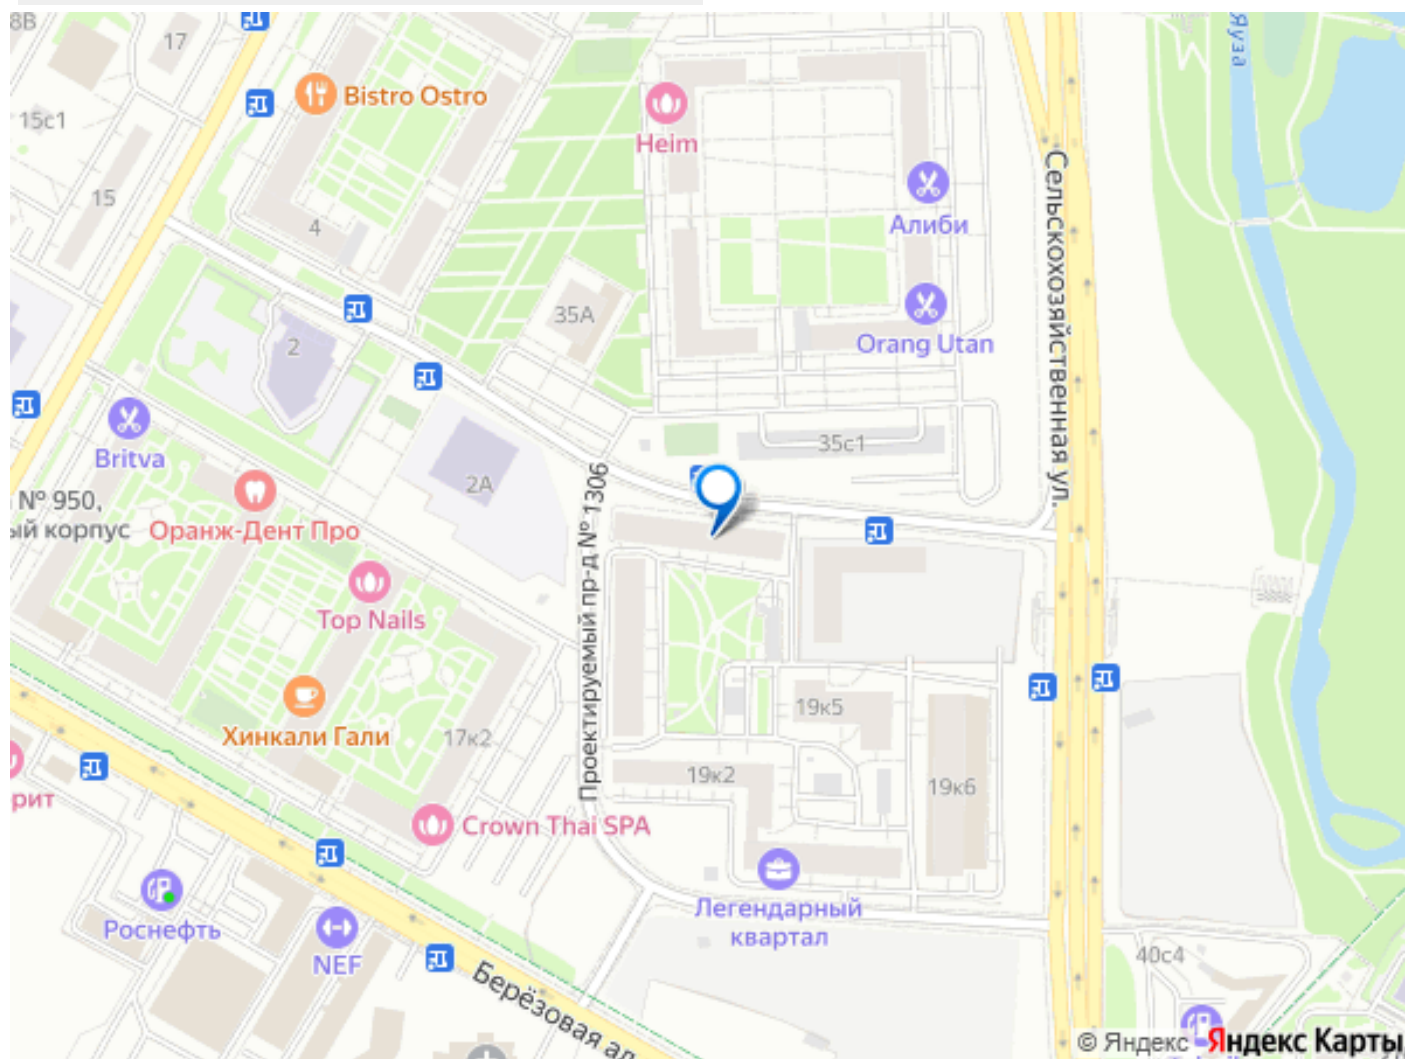 8В
17
Bistro Ostro
Яуза
15с1
Heim
Сельскохозяйственная ул.
15
4
Алиби
35А
2
Orang Utan
Britva
35с1
2А
№ 950,
ый корпус
Оранж-Дент Про
Проектируемый пр-д № 1306
Top Nails
Хинкали Гали
17к2
19к5
19к2
19к6
рит
Crown Thai SPA
Легендарный
квартал
Роснефть
NEF
Берёзовая ал
40с4
© Яндекс Яндекс Карты